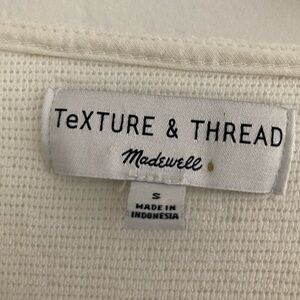 TeXTURE & THREAD
Madewell
S
MADE IN
INDONESIA